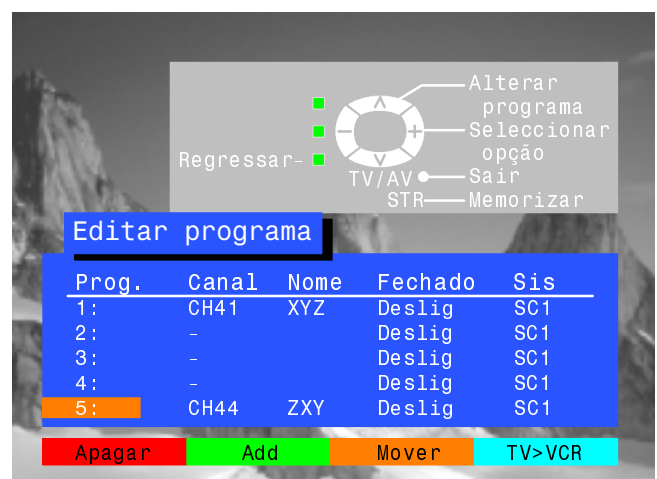 Alterar
programa
Seleccionar
opção
Regressar-
TV/AV Sair
STR Memorizar
Editar programa
Prog. Canal Nome Fechado Sis
1: CH41 XYZ Deslig SC1
2: - Deslig SC1
3: - Deslig SC1
4: - Deslig SC1
5: CH44 ZXY Deslig SC1
Apagar Add Mover TV>VCR